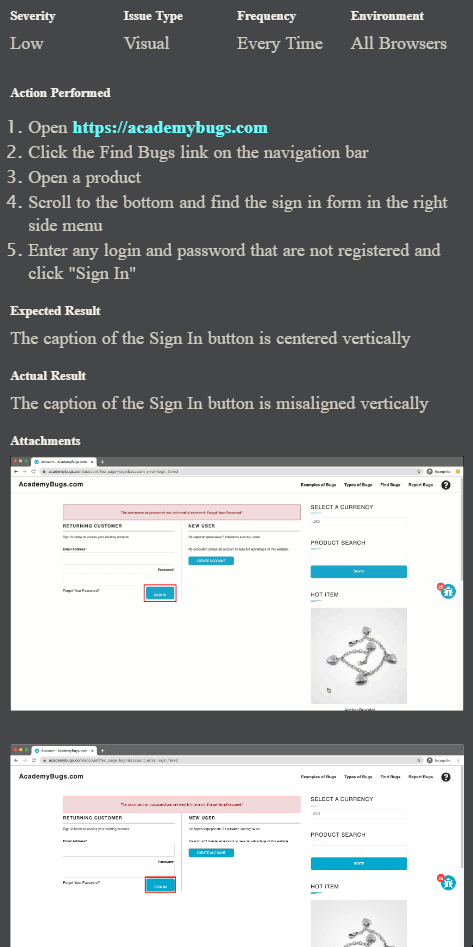 Severity Issue Type Frequency Environment
Low Visual Every Time All Browsers
Action Performed
1. Open https://academybugs.com
2. Click the Find Bugs link on the navigation bar
3. Open a product
4. Scroll to the bottom and find the sign in form in the right
side menu
5. Enter any login and password that are not registered and
click "Sign In"
Expected Result
The caption of the Sign In button is centered vertically
Actual Result
The caption of the Sign In button is misaligned vertically
Attachments
AcademyBugs.com Examples of Bugs Types of Bugs Find Bugs Report Bugs
SELECT A CURRENCY
RETURNING CUSTOMER NEW USER
PRODUCT SEARCH
Email Address*
CREATE ACCOUNT
Password*
Forgot Your Password?
SIGN IN
HOT ITEM
AcademyBugs.com Examples of Bugs Types of Bugs Find Bugs Report Bugs
SELECT A CURRENCY
RETURNING CUSTOMER NEW USER
PRODUCT SEARCH
Email Address*
CREATE ACCOUNT
Password*
Forgot Your Password?
SIGN IN
HOT ITEM